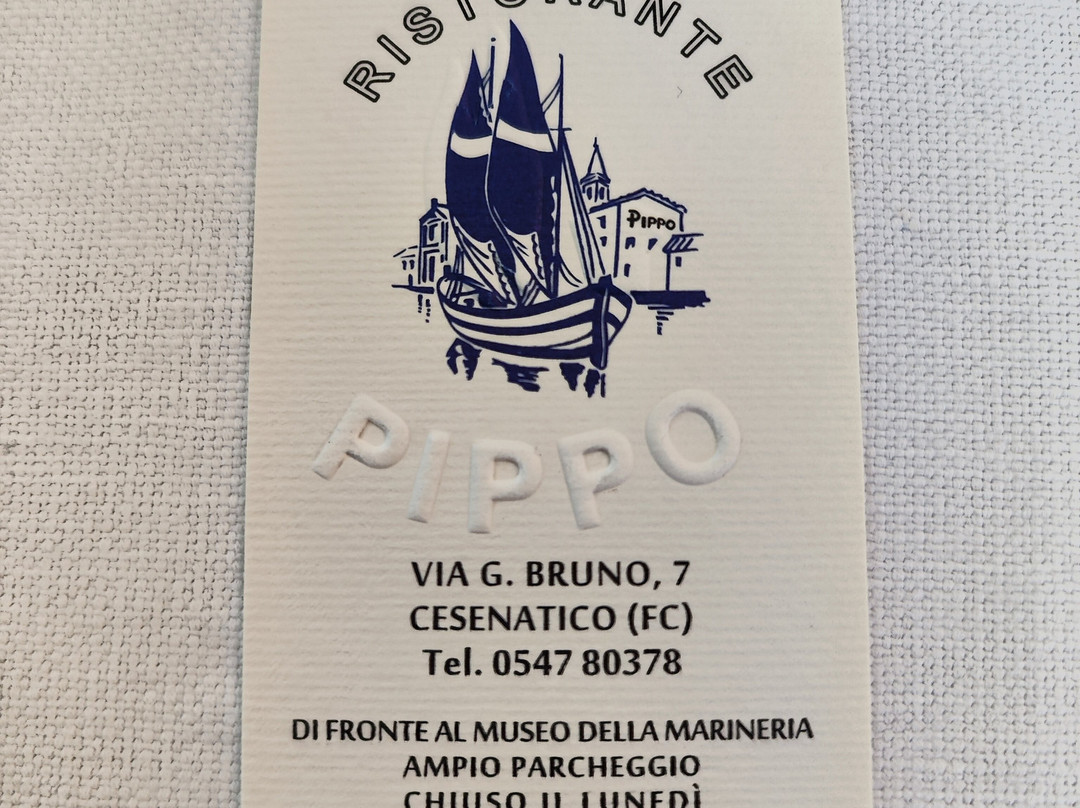 RISTORANTE
PIPPO
PIPPO
VIA G. BRUNO, 7
CESENATICO (FC)
Tel. 0547 80378
DI FRONTE AL MUSEO DELLA MARINERIA
AMPIO PARCHEGGIO
CHIUSO IL LUNEDÌ